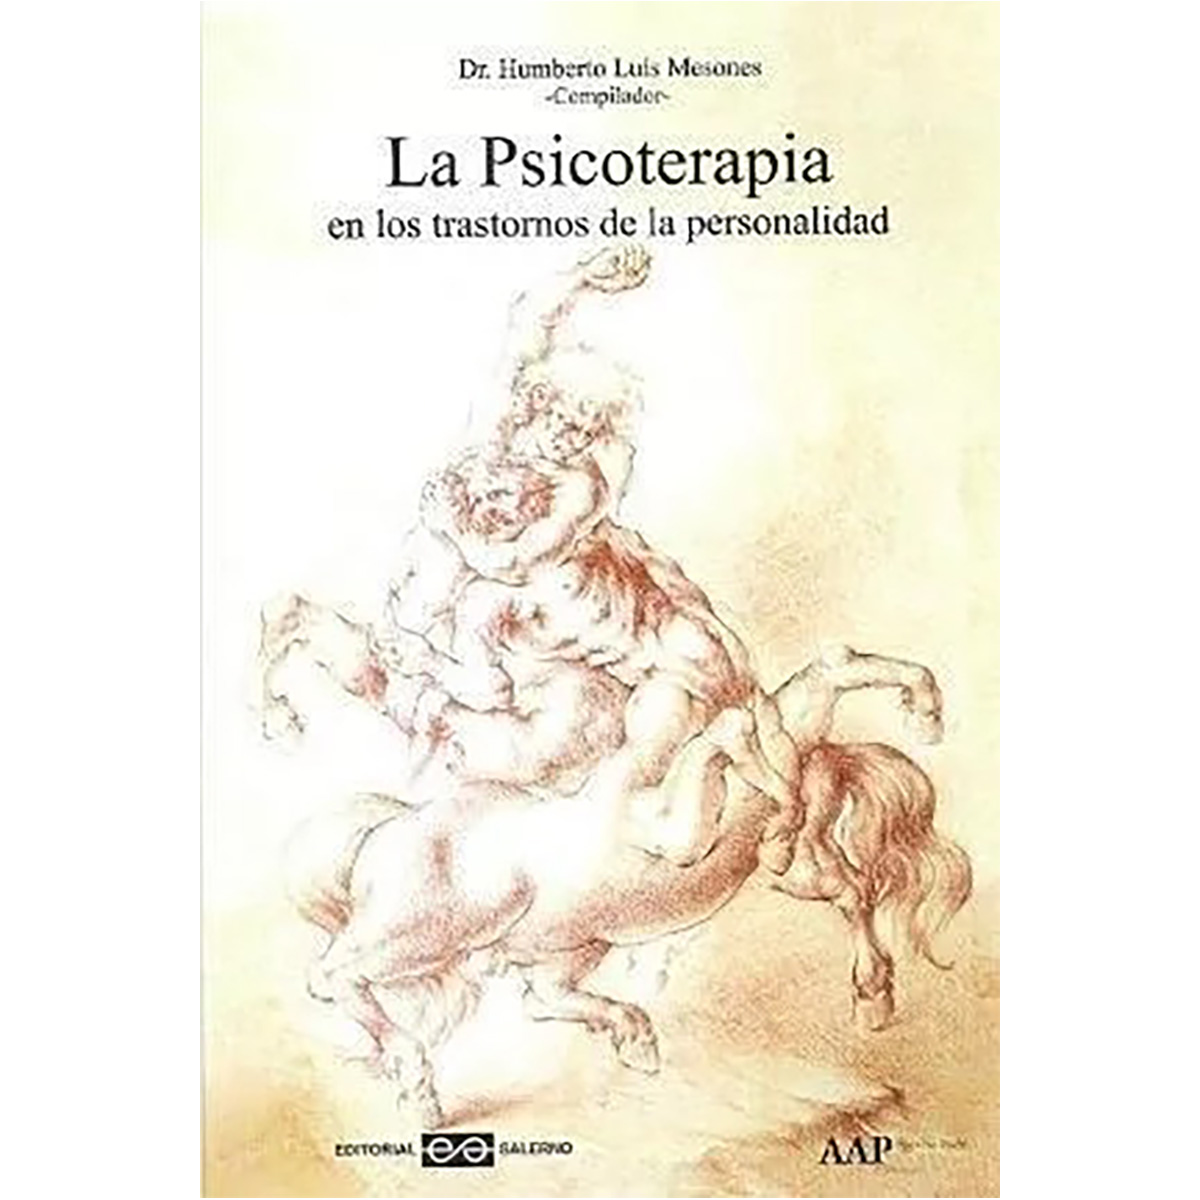 Dr. Humberto Luis Mesones
-Compilador-
La Psicoterapia
en los trastornos de la personalidad
EDITORIAL
SALERNO
AAP